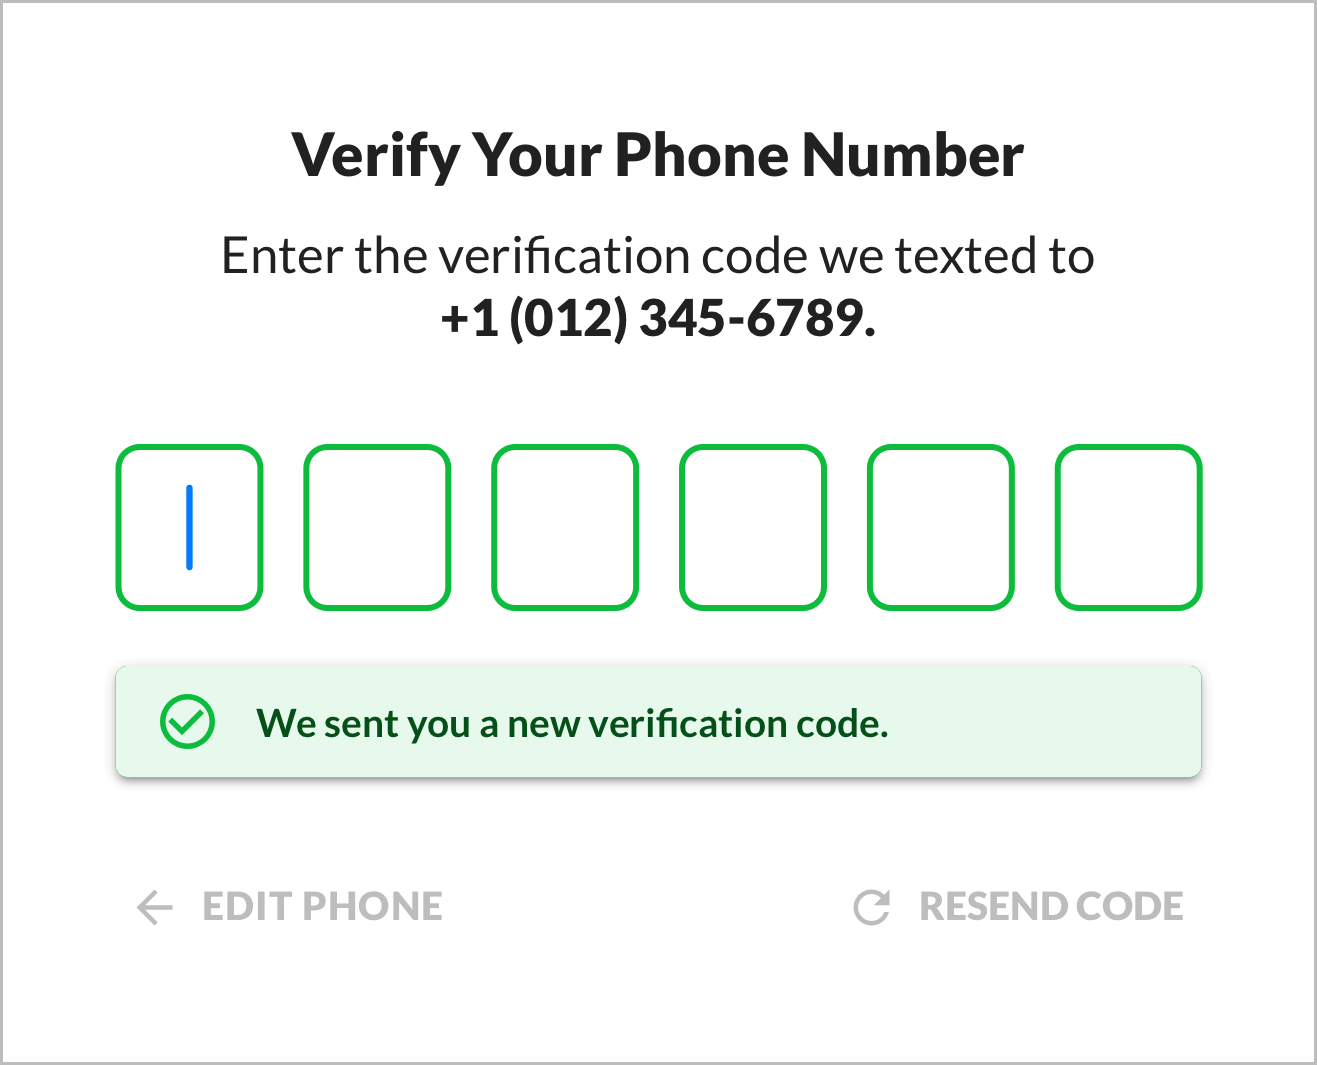 Verify Your Phone Number
Enter the verification code we texted to
+1 (012) 345-6789.
We sent you a new verification code.
EDIT PHONE
RESEND CODE